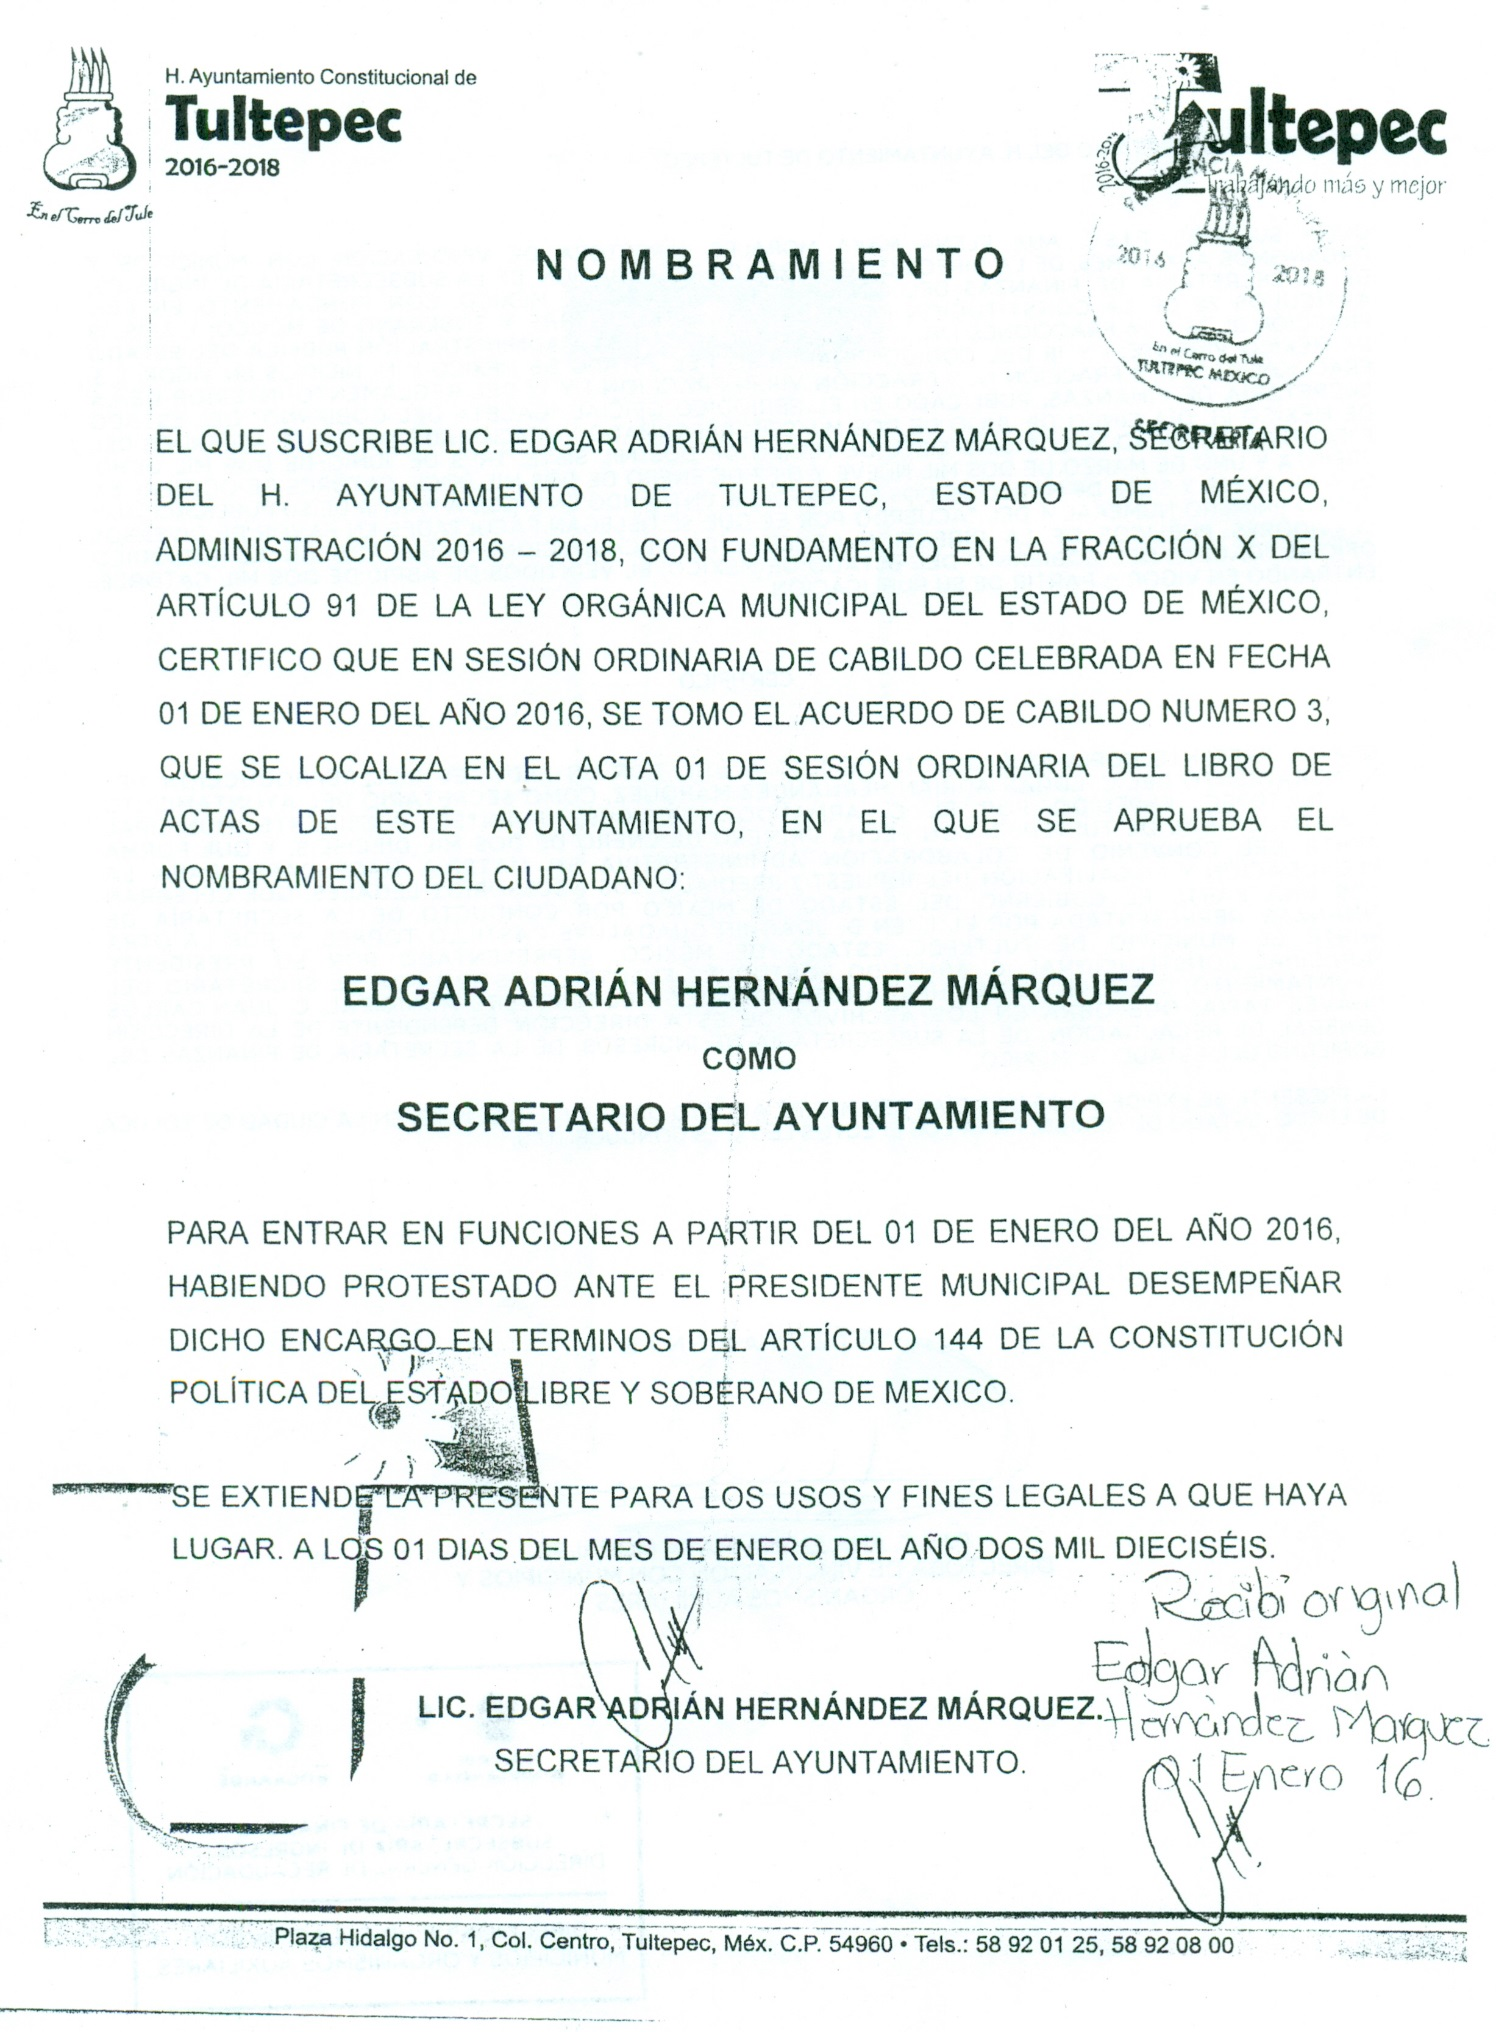 H. Ayuntamiento Constitucional de
Tultepec
2016-2018
En el Cerro del Tule
Tultepec
Trabajando más y mejor
2016-2018
PRESIDENCIA MUNICIPAL
2016
2018
En el Cerro del Tule
TULTEPEC MEXICO
SECRETARIA
NOMBRAMIENTO
EL QUE SUSCRIBE LIC. EDGAR ADRIÁN HERNÁNDEZ MÁRQUEZ, SECRETARIO
DEL H. AYUNTAMIENTO DE TULTEPEC, ESTADO DE MÉXICO,
ADMINISTRACIÓN 2016 – 2018, CON FUNDAMENTO EN LA FRACCIÓN X DEL
ARTÍCULO 91 DE LA LEY ORGÁNICA MUNICIPAL DEL ESTADO DE MÉXICO,
CERTIFICO QUE EN SESIÓN ORDINARIA DE CABILDO CELEBRADA EN FECHA
01 DE ENERO DEL AÑO 2016, SE TOMO EL ACUERDO DE CABILDO NUMERO 3,
QUE SE LOCALIZA EN EL ACTA 01 DE SESIÓN ORDINARIA DEL LIBRO DE
ACTAS DE ESTE AYUNTAMIENTO, EN EL QUE SE APRUEBA EL
NOMBRAMIENTO DEL CIUDADANO:
EDGAR ADRIÁN HERNÁNDEZ MÁRQUEZ
COMO
SECRETARIO DEL AYUNTAMIENTO
PARA ENTRAR EN FUNCIONES A PARTIR DEL 01 DE ENERO DEL AÑO 2016,
HABIENDO PROTESTADO ANTE EL PRESIDENTE MUNICIPAL DESEMPEÑAR
DICHO ENCARGO EN TERMINOS DEL ARTÍCULO 144 DE LA CONSTITUCIÓN
POLÍTICA DEL ESTADO LIBRE Y SOBERANO DE MEXICO.
SE EXTIENDE LA PRESENTE PARA LOS USOS Y FINES LEGALES A QUE HAYA
LUGAR. A LOS 01 DIAS DEL MES DE ENERO DEL AÑO DOS MIL DIECISÉIS.
LIC. EDGAR ADRIÁN HERNÁNDEZ MÁRQUEZ.
SECRETARIO DEL AYUNTAMIENTO.
Recibi original
Edgar Adriàn
Hernàndez Marquez
01 Enero 16.
Plaza Hidalgo No. 1, Col. Centro, Tultepec, Méx. C.P. 54960 • Tels.: 58 92 01 25, 58 92 08 00